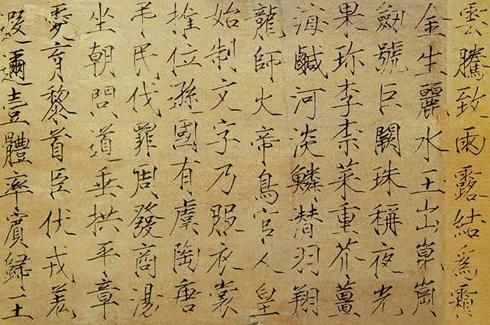 雲騰致雨露結爲霜
金生麗水玉出崑崗
劍號巨闕珠稱夜光
果珍李柰菜重芥薑
海鹹河淡鱗潛羽翔
龍師火帝鳥官人皇
始制文字乃服衣裳
推位遜國有虞陶唐
弔民伐罪周發商湯
坐朝問道垂拱平章
愛育黎首臣伏戎羌
遐邇壹體率賓歸王